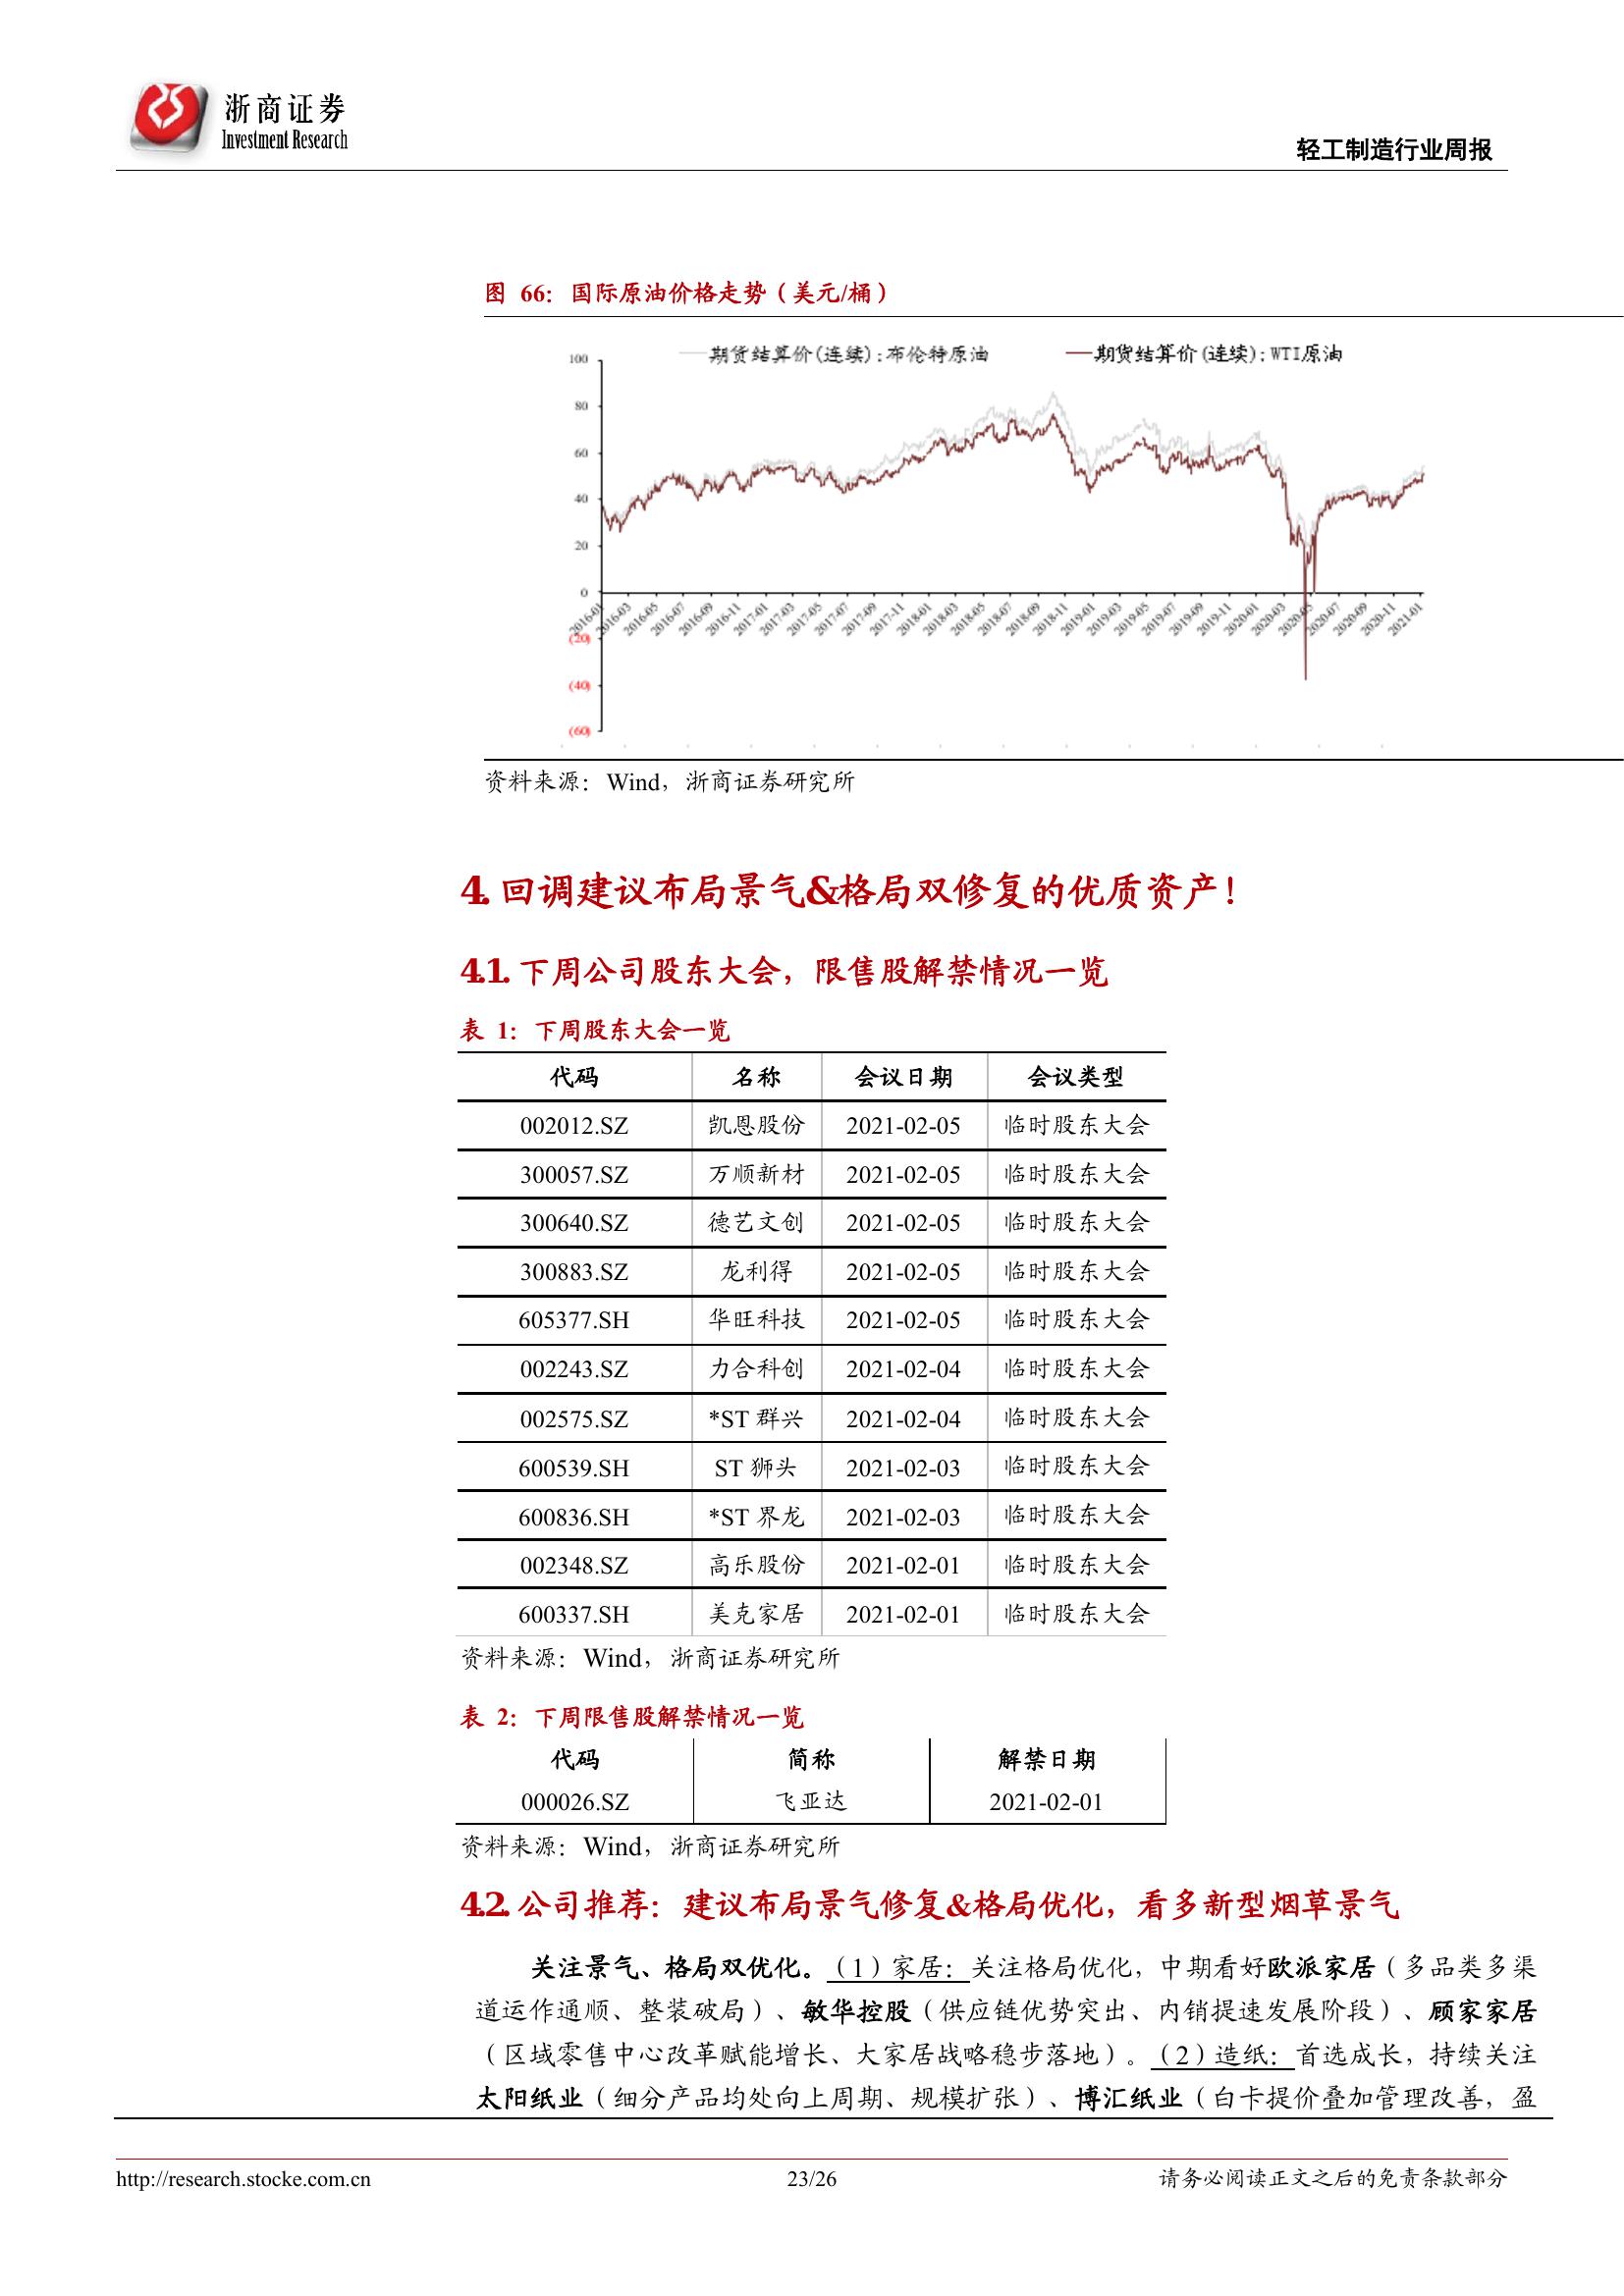 浙商证券
Investment Research
轻工制造行业周报
图 66：国际原油价格走势（美元/桶）
期货结算价(连续):布伦特原油 期货结算价(连续):WTI原油
100
80
60
40
20
0
(20)
(40)
(60)
2016-01 2016-03 2016-05 2016-07 2016-09 2016-11 2017-01 2017-03 2017-05 2017-07 2017-09 2017-11 2018-01 2018-03 2018-05 2018-07 2018-09 2018-11 2019-01 2019-03 2019-05 2019-07 2019-09 2019-11 2020-01 2020-03 2020-05 2020-07 2020-09 2020-11 2021-01
资料来源：Wind，浙商证券研究所
4. 回调建议布局景气&格局双修复的优质资产！
4.1. 下周公司股东大会，限售股解禁情况一览
表 1：下周股东大会一览
代码 名称 会议日期 会议类型
002012.SZ 凯恩股份 2021-02-05 临时股东大会
300057.SZ 万顺新材 2021-02-05 临时股东大会
300640.SZ 德艺文创 2021-02-05 临时股东大会
300883.SZ 龙利得 2021-02-05 临时股东大会
605377.SH 华旺科技 2021-02-05 临时股东大会
002243.SZ 力合科创 2021-02-04 临时股东大会
002575.SZ *ST 群兴 2021-02-04 临时股东大会
600539.SH ST 狮头 2021-02-03 临时股东大会
600836.SH *ST 界龙 2021-02-03 临时股东大会
002348.SZ 高乐股份 2021-02-01 临时股东大会
600337.SH 美克家居 2021-02-01 临时股东大会
资料来源：Wind，浙商证券研究所
表 2：下周限售股解禁情况一览
代码 简称 解禁日期
000026.SZ 飞亚达 2021-02-01
资料来源：Wind，浙商证券研究所
4.2. 公司推荐：建议布局景气修复&格局优化，看多新型烟草景气
关注景气、格局双优化。（1）家居：关注格局优化，中期看好欧派家居（多品类多渠
道运作通顺、整装破局）、敏华控股（供应链优势突出、内销提速发展阶段）、顾家家居
（区域零售中心改革赋能增长、大家居战略稳步落地）。（2）造纸：首选成长，持续关注
太阳纸业（细分产品均处向上周期、规模扩张）、博汇纸业（白卡提价叠加管理改善，盈
http://research.stocke.com.cn 23/26 请务必阅读正文之后的免责条款部分